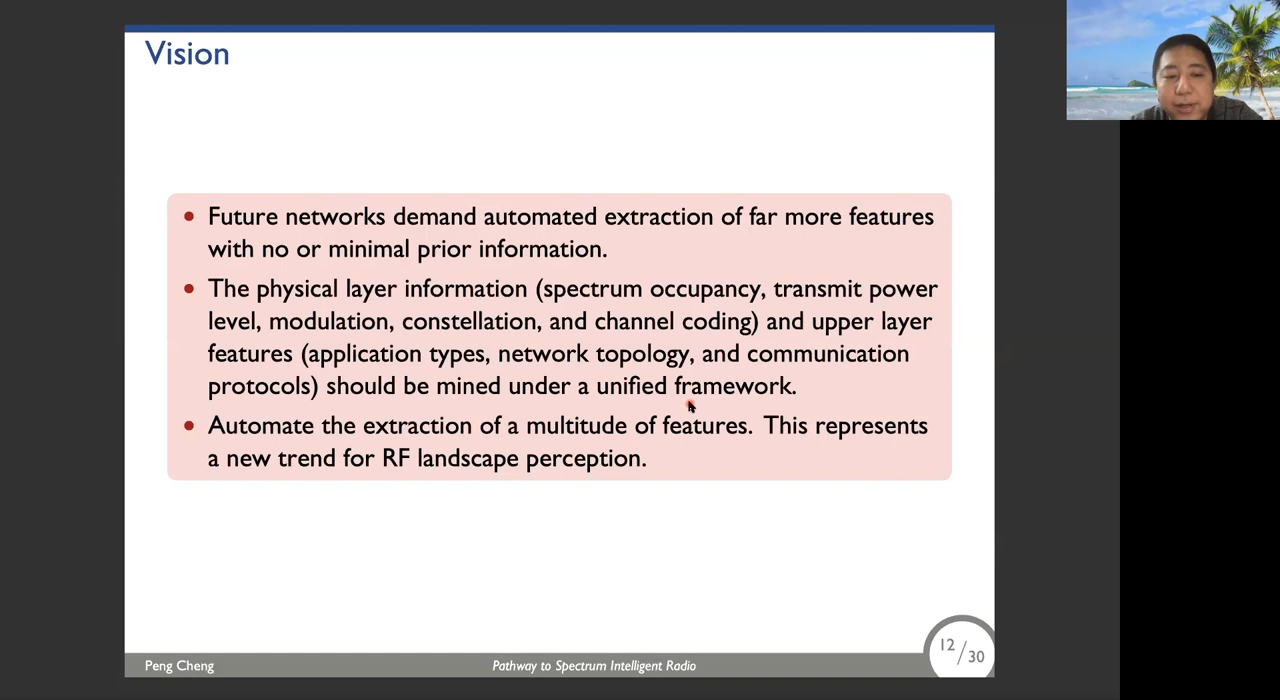 Vision
• Future networks demand automated extraction of far more features
with no or minimal prior information.
• The physical layer information (spectrum occupancy, transmit power
level, modulation, constellation, and channel coding) and upper layer
features (application types, network topology, and communication
protocols) should be mined under a unified framework.
• Automate the extraction of a multitude of features. This represents
a new trend for RF landscape perception.
Peng Cheng
Pathway to Spectrum Intelligent Radio
12/30